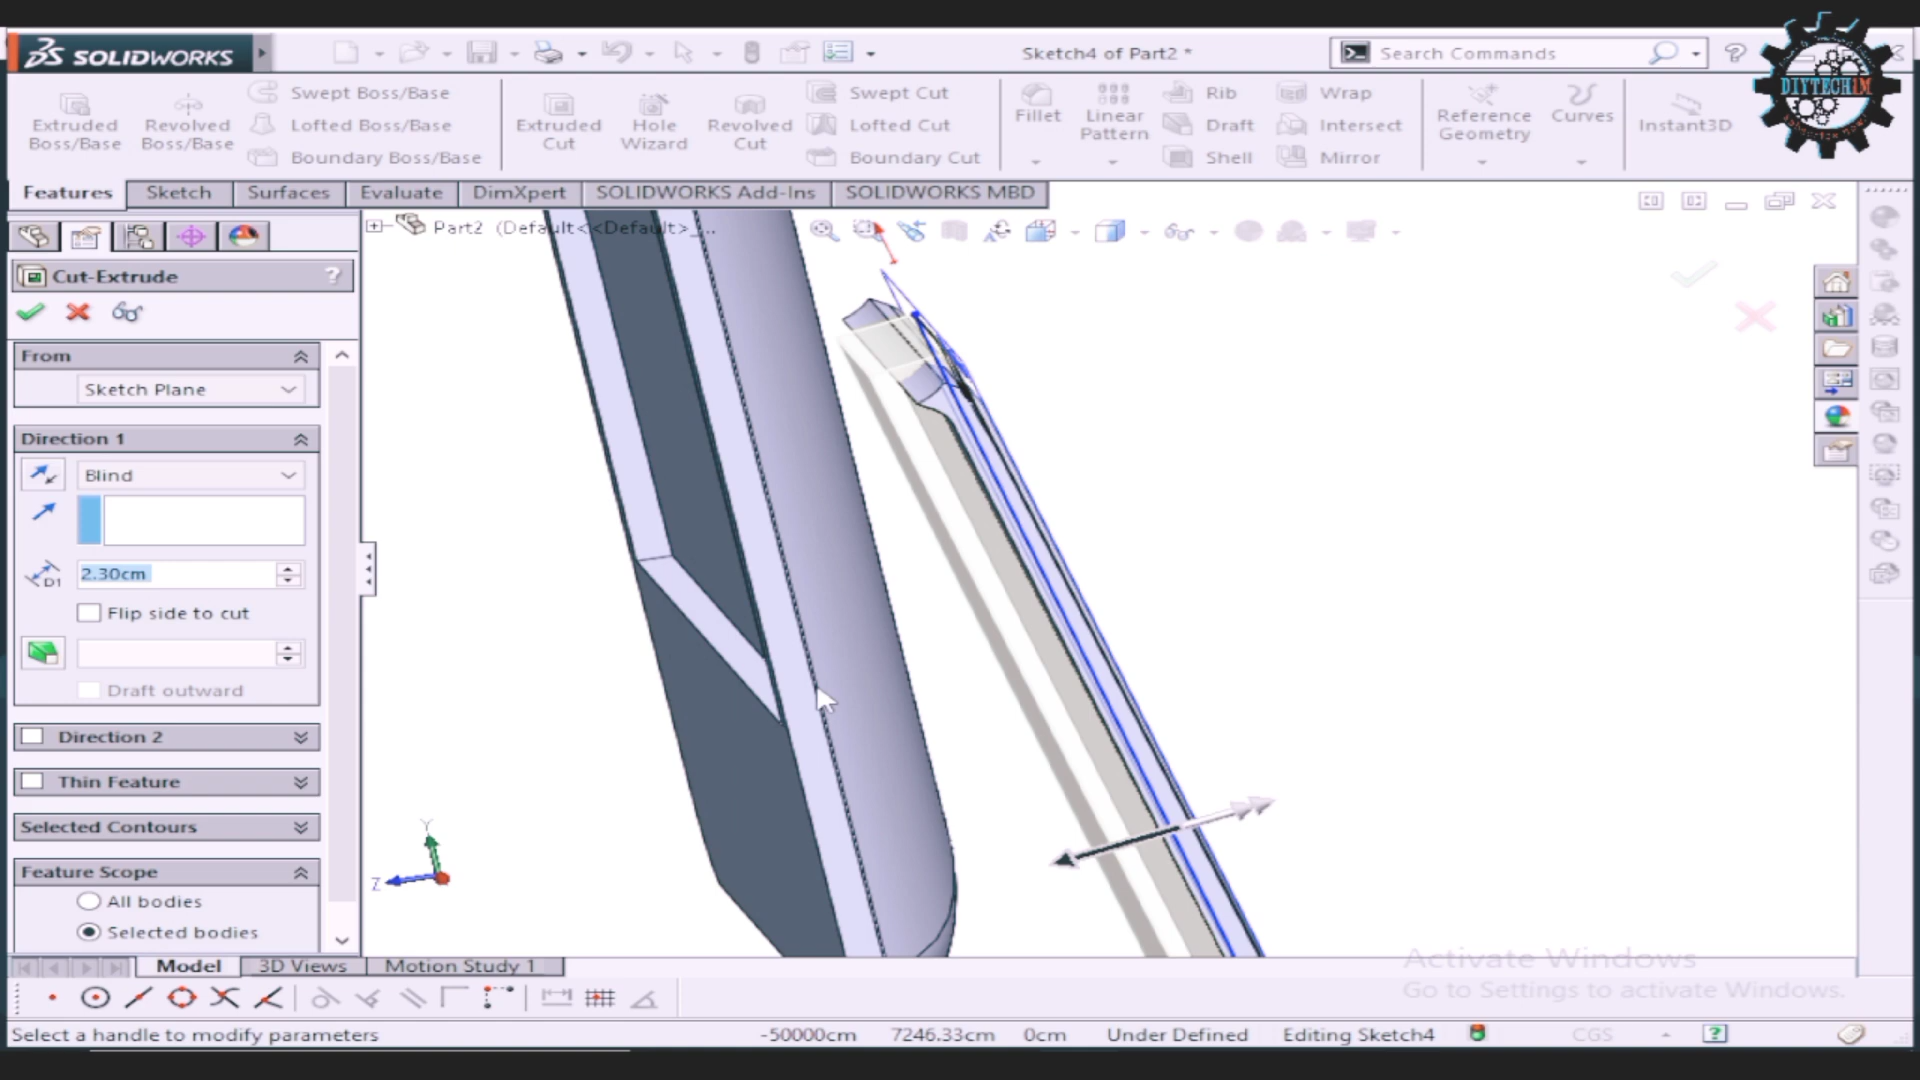 SOLIDWORKS
Sketch4 of Part2 *
Search Commands
DIYTECH1M
Extruded Boss/Base
Revolved Boss/Base
Swept Boss/Base
Lofted Boss/Base
Boundary Boss/Base
Extruded Cut
Hole Wizard
Revolved Cut
Swept Cut
Lofted Cut
Boundary Cut
Fillet
Linear Pattern
Rib
Draft
Shell
Wrap
Intersect
Mirror
Reference Geometry
Curves
Instant3D
Features
Sketch
Surfaces
Evaluate
DimXpert
SOLIDWORKS Add-Ins
SOLIDWORKS MBD
Part2 (Default<<Default>_...
Cut-Extrude
?
From
Sketch Plane
Direction 1
Blind
D1
2.30cm
Flip side to cut
Draft outward
Direction 2
Thin Feature
Selected Contours
Feature Scope
All bodies
Selected bodies
Y
Z
Activate Windows
Go to Settings to activate Windows.
Model
3D Views
Motion Study 1
Select a handle to modify parameters
-50000cm
7246.33cm
0cm
Under Defined
Editing Sketch4
CGS
?